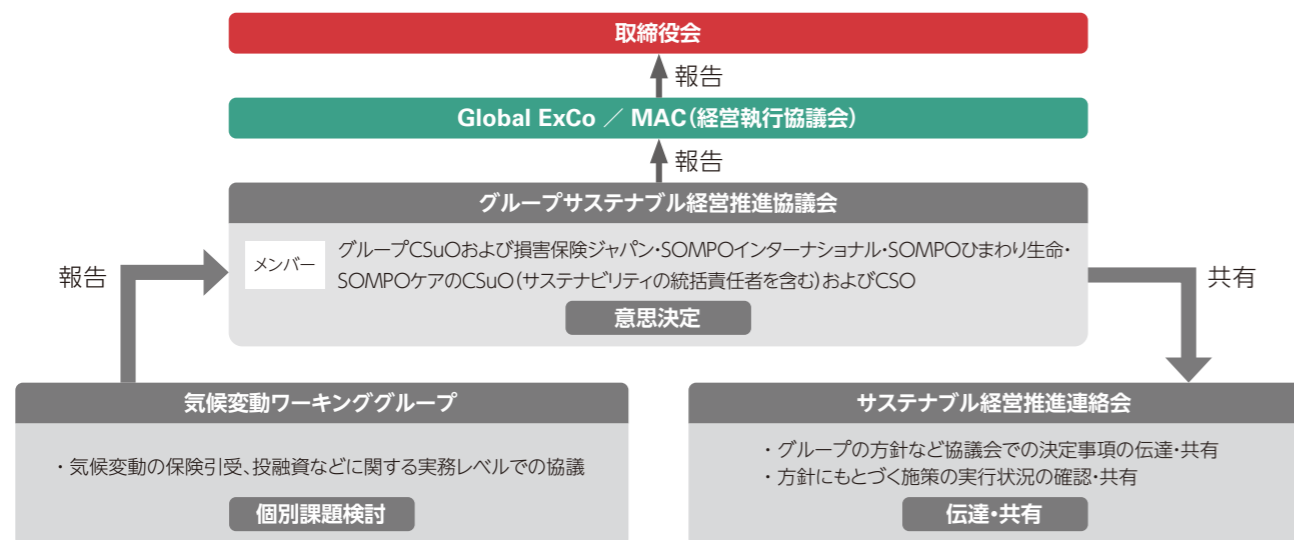 取締役会
報告
Global ExCo ／ MAC（経営執行協議会）
報告
グループサステナブル経営推進協議会
メンバー
グループCSuOおよび損害保険ジャパン・SOMPOインターナショナル・SOMPOひまわり生命・
SOMPOケアのCSuO（サステナビリティの統括責任者を含む）およびCSO
意思決定
報告
共有
気候変動ワーキンググループ
・気候変動の保険引受、投融資などに関する実務レベルでの協議
個別課題検討
サステナブル経営推進連絡会
・グループの方針など協議会での決定事項の伝達・共有
・方針にもとづく施策の実行状況の確認・共有
伝達・共有